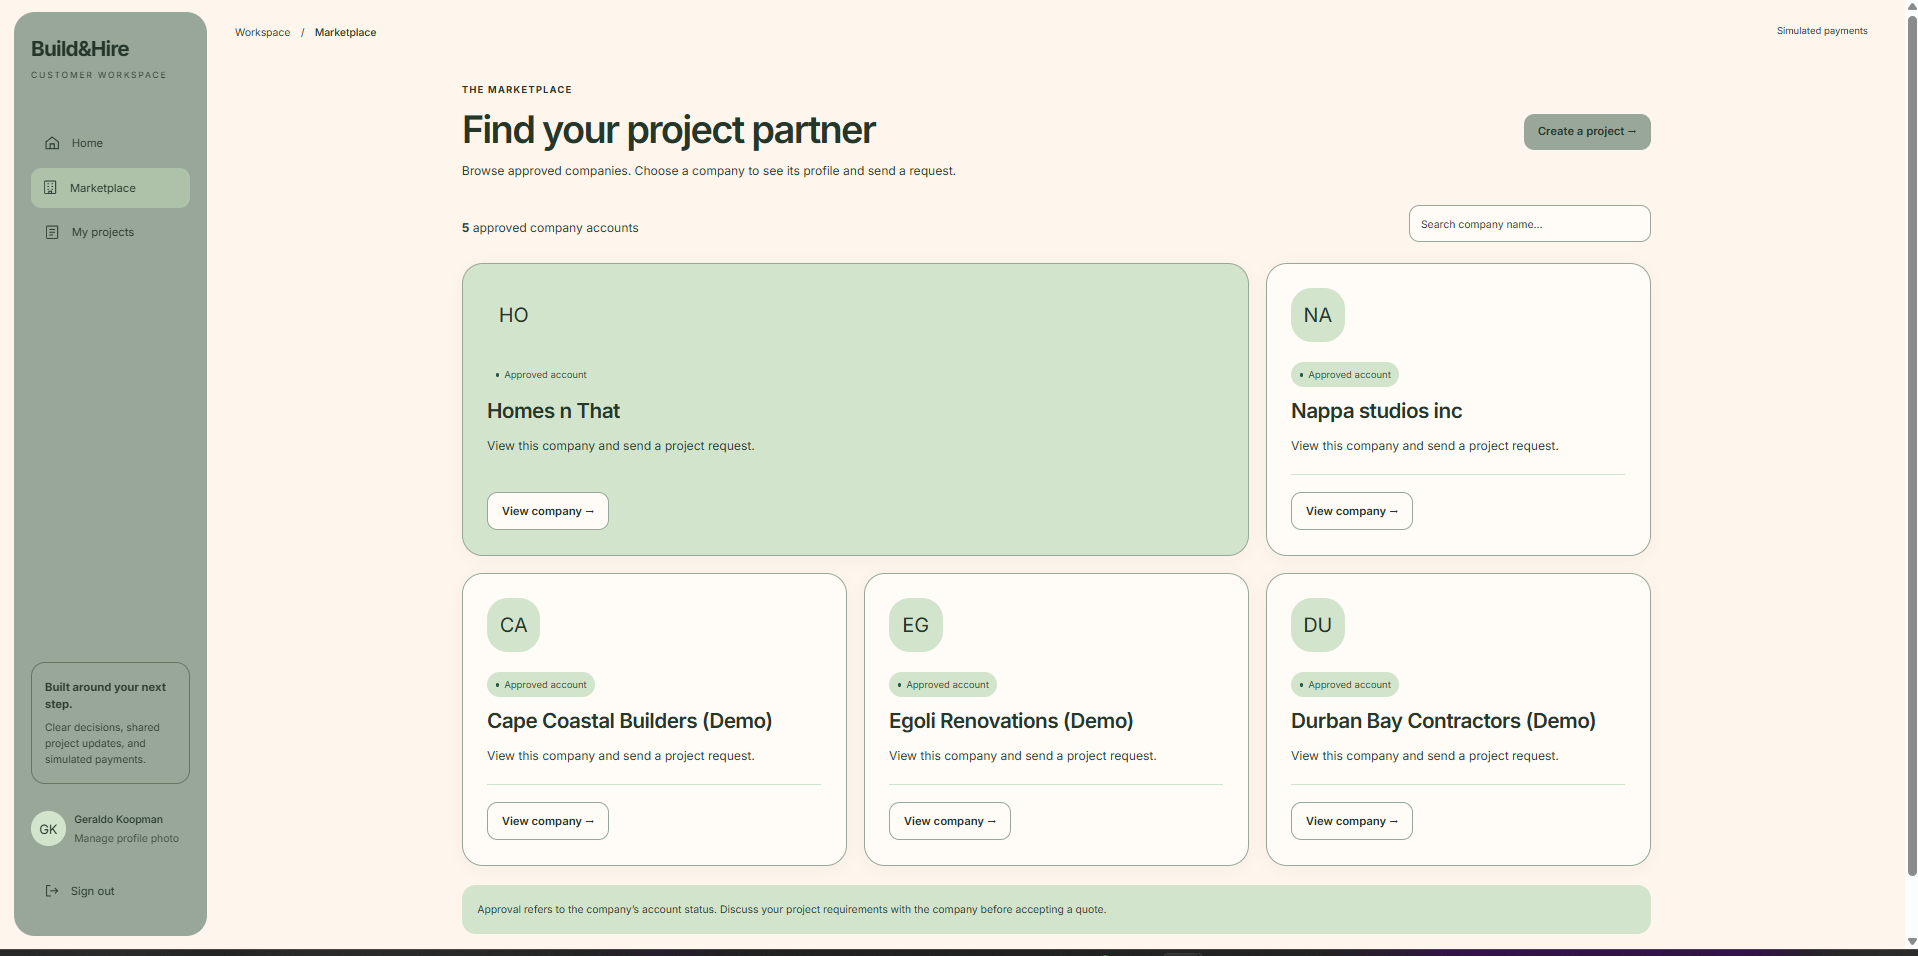 Build&Hire
CUSTOMER WORKSPACE
Home
Marketplace
My projects
Built around your next
step.
Clear decisions, shared
project updates, and
simulated payments.
GK
Geraldo Koopman
Manage profile photo
Sign out
Workspace / Marketplace
Simulated payments
THE MARKETPLACE
Find your project partner
Create a project →
Browse approved companies. Choose a company to see its profile and send a request.
5 approved company accounts
Search company name...
HO
• Approved account
Homes n That
View this company and send a project request.
View company →
NA
• Approved account
Nappa studios inc
View this company and send a project request.
View company →
CA
• Approved account
Cape Coastal Builders (Demo)
View this company and send a project request.
View company →
EG
• Approved account
Egoli Renovations (Demo)
View this company and send a project request.
View company →
DU
• Approved account
Durban Bay Contractors (Demo)
View this company and send a project request.
View company →
Approval refers to the company’s account status. Discuss your project requirements with the company before accepting a quote.